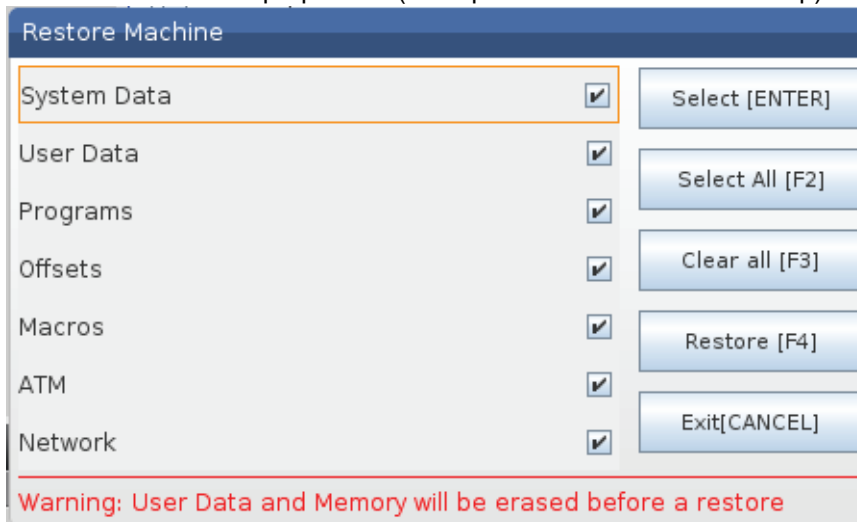 Restore Machine
System Data
Select [ENTER]
User Data
Select All [F2]
Programs
Offsets
Clear all [F3]
Macros
Restore [F4]
ATM
Exit[CANCEL]
Network
Warning: User Data and Memory will be erased before a restore